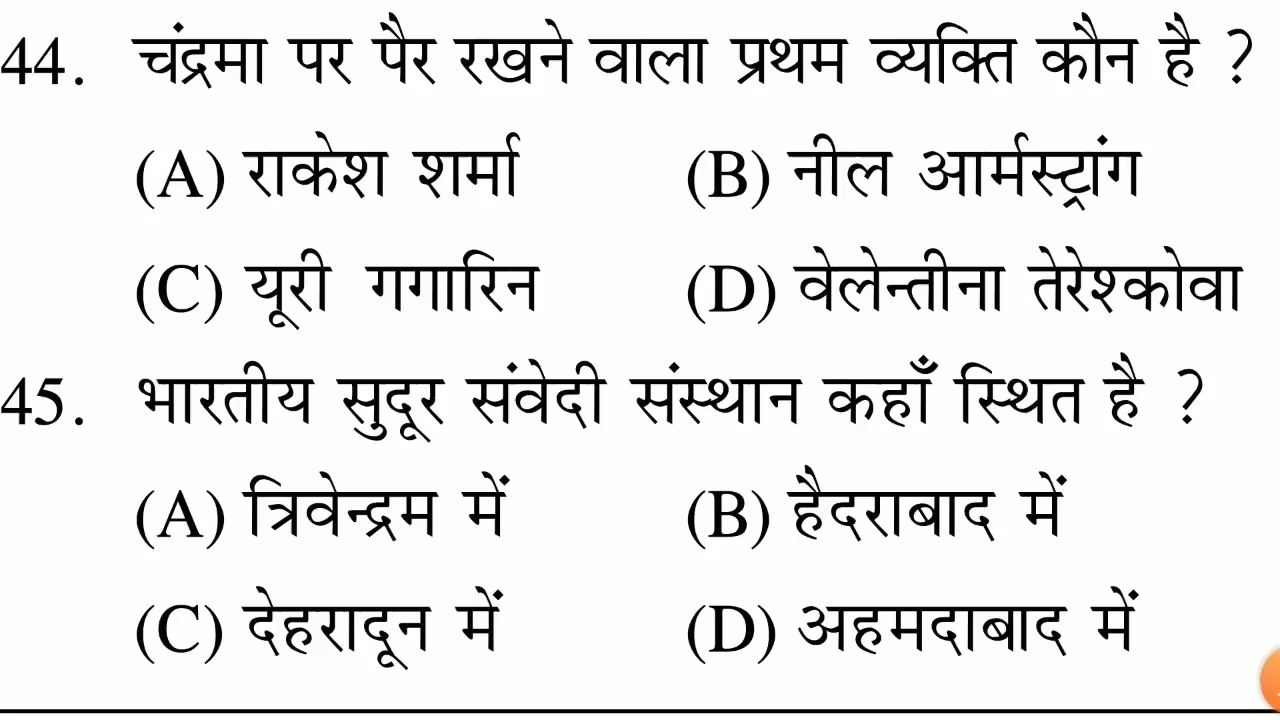 44. चंद्रमा पर पैर रखने वाला प्रथम व्यक्ति कौन है ?
(A) राकेश शर्मा (B) नील आर्मस्ट्रांग
(C) यूरी गगारिन (D) वेलेन्तीना तेरेश्कोवा
45. भारतीय सुदूर संवेदी संस्थान कहाँ स्थित है ?
(A) त्रिवेन्द्रम में (B) हैदराबाद में
(C) देहरादून में (D) अहमदाबाद में